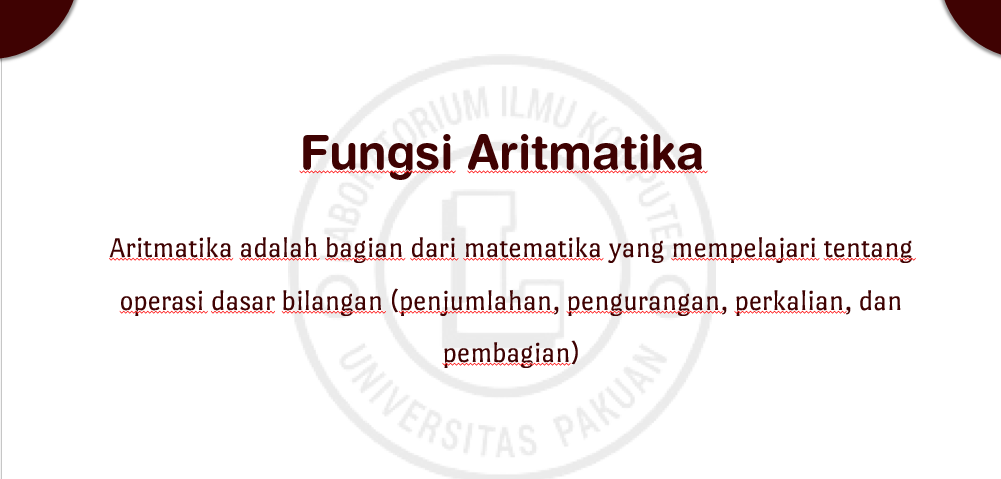 Fungsi Aritmatika
Aritmatika adalah bagian dari matematika yang mempelajari tentang
operasi dasar bilangan (penjumlahan, pengurangan, perkalian, dan
pembagian)
LABORATORIUM ILMU KOMPUTER
UNIVERSITAS PAKUAN